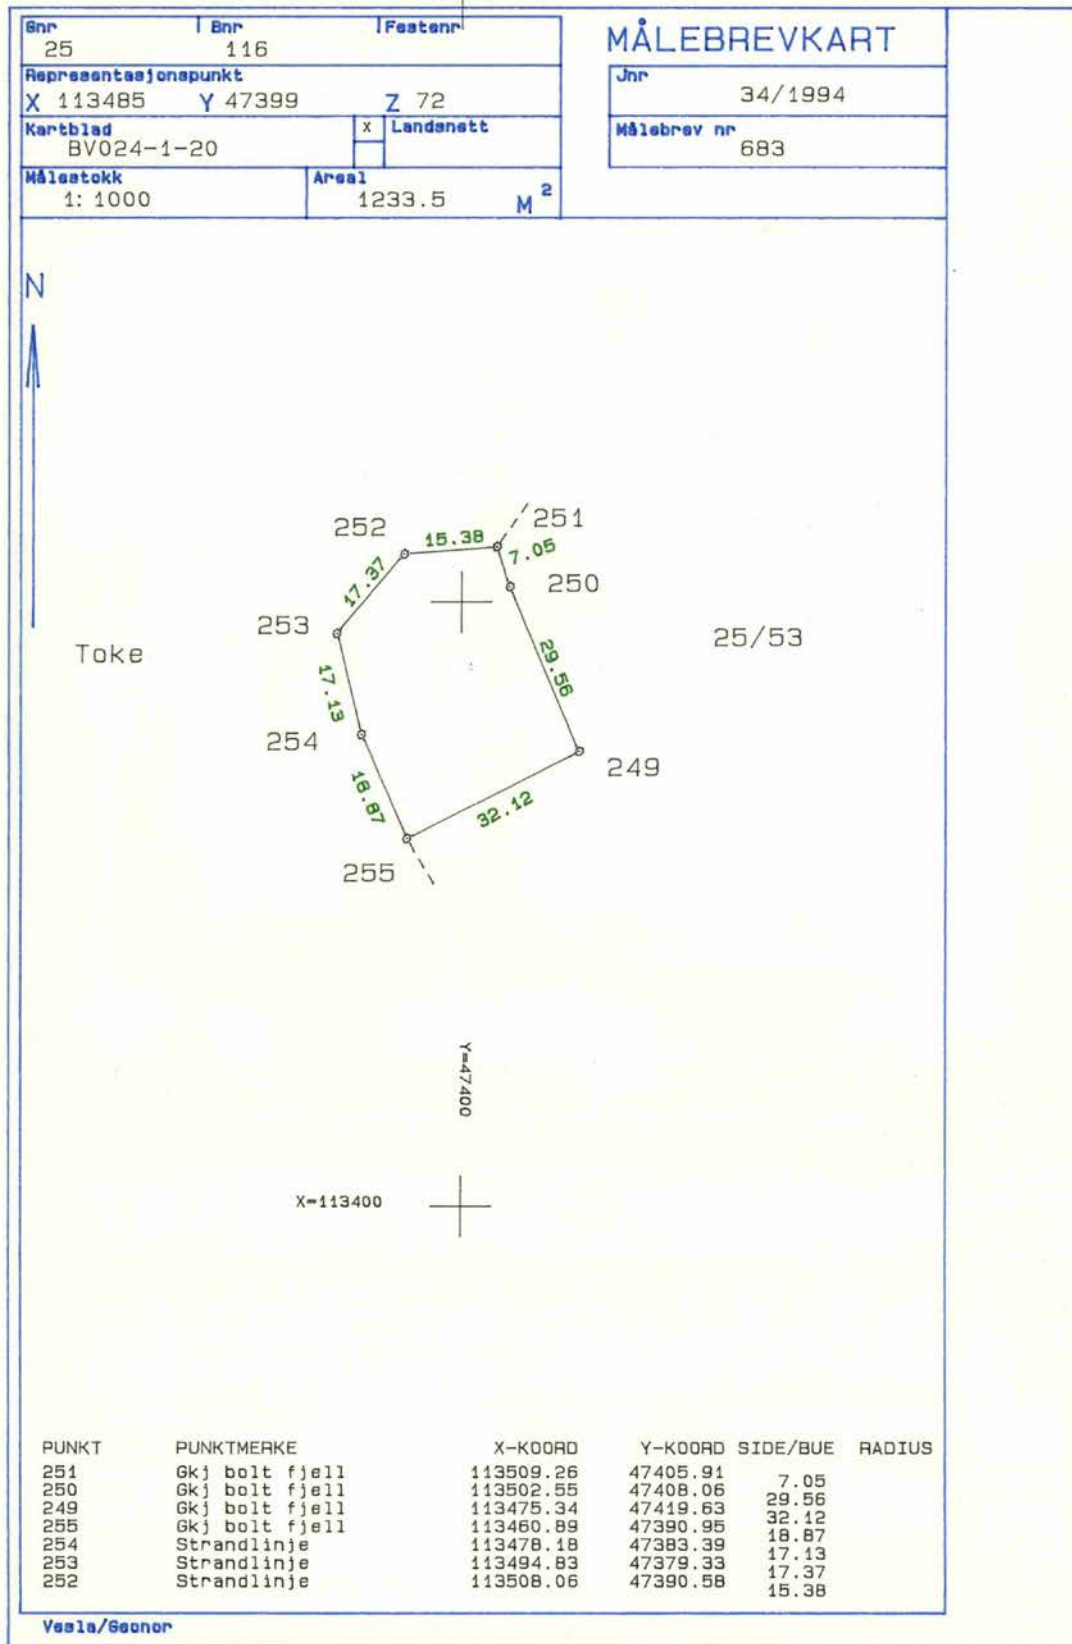 Gnr Bnr Festenr
25 116
MÅLEBREVKART
Representasjonspunkt
X 113485 Y 47399 Z 72
Jnr
34/1994
Kartblad x Landsnett
BV024-1-20
Målebrev nr
683
Målestokk Areal
1:1000 1233.5 M²
N
252 15.38 251
7.05
17.37 250
253
Toke
25/53
29.56
17.13
254
249
18.87
32.12
255
Y=47400
X=113400
PUNKT PUNKTMERKE X-KOORD Y-KOORD SIDE/BUE RADIUS
251 Gkj bolt fjell 113509.26 47405.91
7.05
250 Gkj bolt fjell 113502.55 47408.06
29.56
249 Gkj bolt fjell 113475.34 47419.63
32.12
255 Gkj bolt fjell 113460.89 47390.95
18.87
254 Strandlinje 113478.18 47383.39
17.13
253 Strandlinje 113494.83 47379.33
17.37
252 Strandlinje 113508.06 47390.58
15.38
Vesla/Geonor